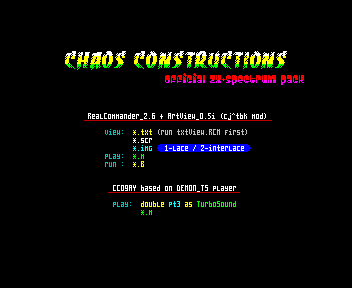 CHAOS CONSTRUCTIONS
official zx-spectrum pack
RealCommander_2.6 + ArtView_0.5i (Cj^tbk mod)
view: *.txt (run txtView.RCM first)
*.scr
*.img 1-lace / 2-interlace
play: *.M
run : *.B
CC09AY based on DEMON_TS player
play: double pt3 as TurboSound
*.M